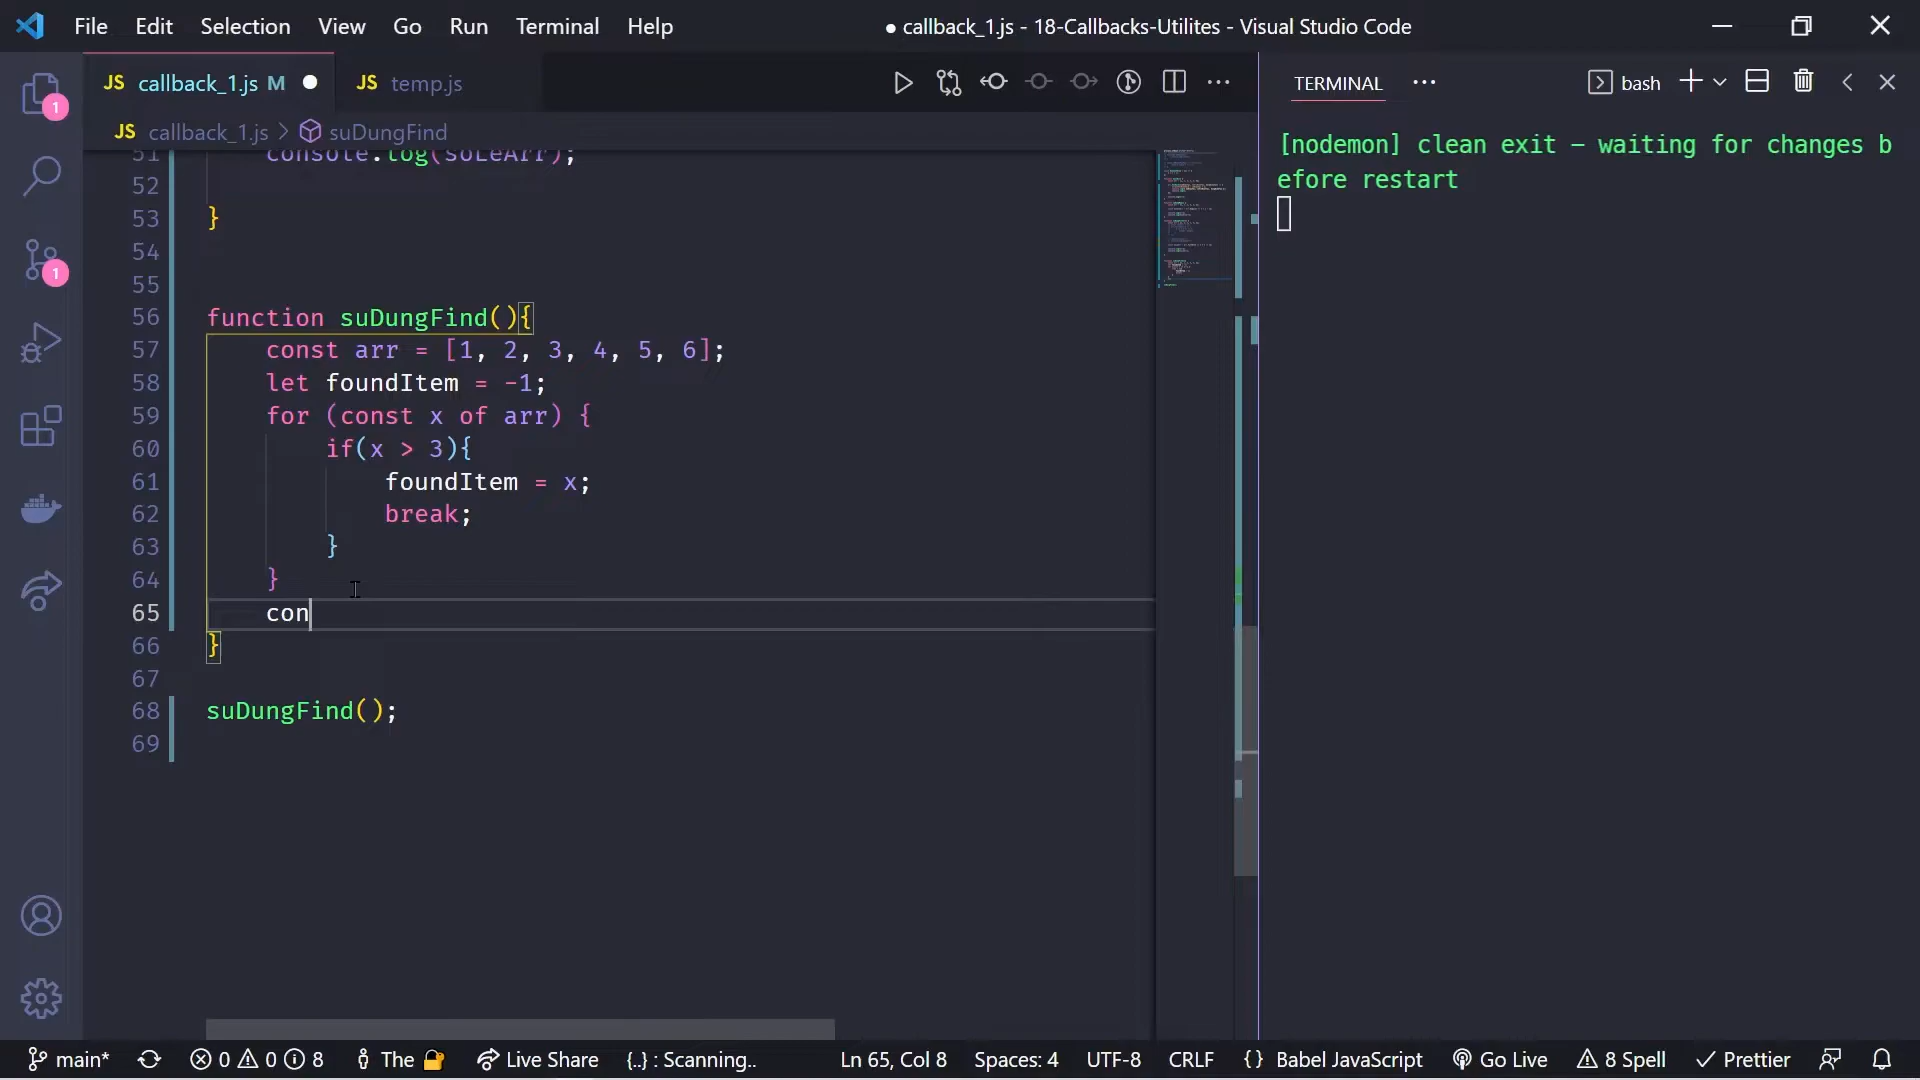 File Edit Selection View Go Run Terminal Help ● callback_1.js - 18-Callbacks-Utilites - Visual Studio Code
JS callback_1.js M ● JS temp.js
JS callback_1.js > suDungFind
51 console.log(soLeArr);
52
53 }
54
55
56 function suDungFind(){
57 const arr = [1, 2, 3, 4, 5, 6];
58 let foundItem = -1;
59 for (const x of arr) {
60 if(x > 3){
61 foundItem = x;
62 break;
63 }
64 }
65 con
66 }
67
68 suDungFind();
69
TERMINAL ··· bash
[nodemon] clean exit - waiting for changes b
efore restart
1
1
main* 0 0 8 The Live Share {..} : Scanning.. Ln 65, Col 8 Spaces: 4 UTF-8 CRLF {} Babel JavaScript Go Live 8 Spell Prettier